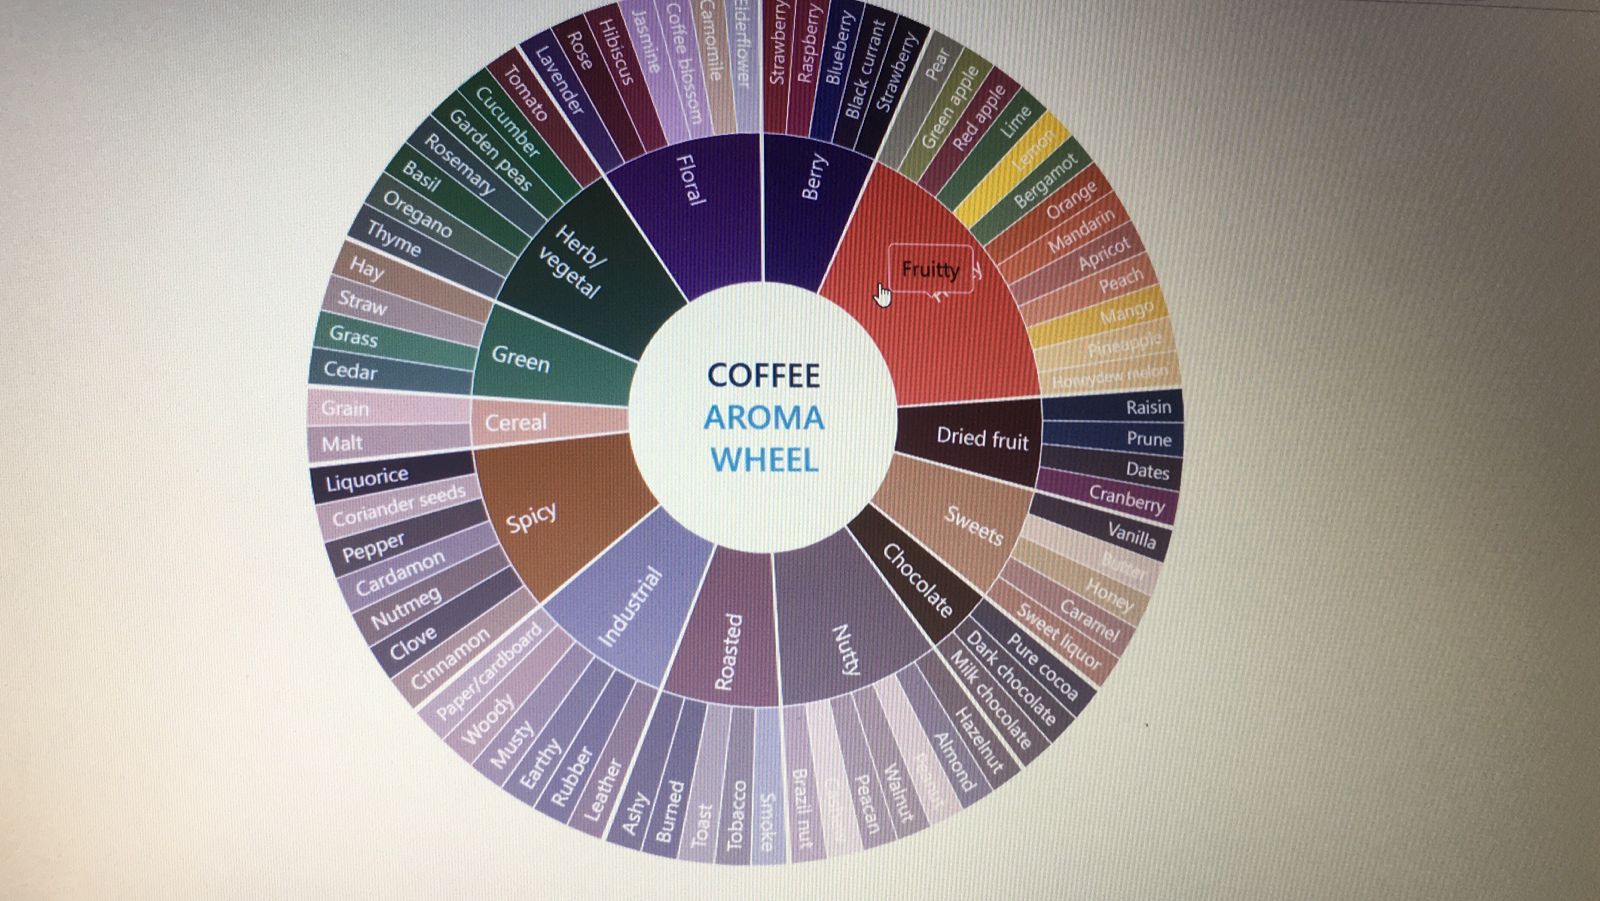 COFFEE
AROMA
WHEEL
Berry
Strawberry
Raspberry
Blueberry
Black currant
Strawberry
Fruitty
Pear
Green apple
Red apple
Lime
Lemon
Bergamot
Orange
Mandarin
Apricot
Peach
Mango
Pineapple
Honeydew melon
Dried fruit
Raisin
Prune
Dates
Cranberry
Sweets
Vanilla
Butter
Honey
Caramel
Sweet liquor
Chocolate
Pure cocoa
Dark chocolate
Milk chocolate
Nutty
Hazelnut
Almond
Peanut
Walnut
Peacan
Cashew
Brazil nut
Roasted
Smoke
Tobacco
Toast
Burned
Ashy
Industrial
Leather
Rubber
Earthy
Musty
Woody
Paper/cardboard
Spicy
Cinnamon
Clove
Nutmeg
Cardamon
Pepper
Coriander seeds
Liquorice
Cereal
Malt
Grain
Green
Cedar
Grass
Straw
Hay
Herb/
vegetal
Thyme
Oregano
Basil
Rosemary
Garden peas
Cucumber
Tomato
Floral
Lavender
Rose
Hibiscus
Jasmine
Coffee blossom
Camomile
Elderflower